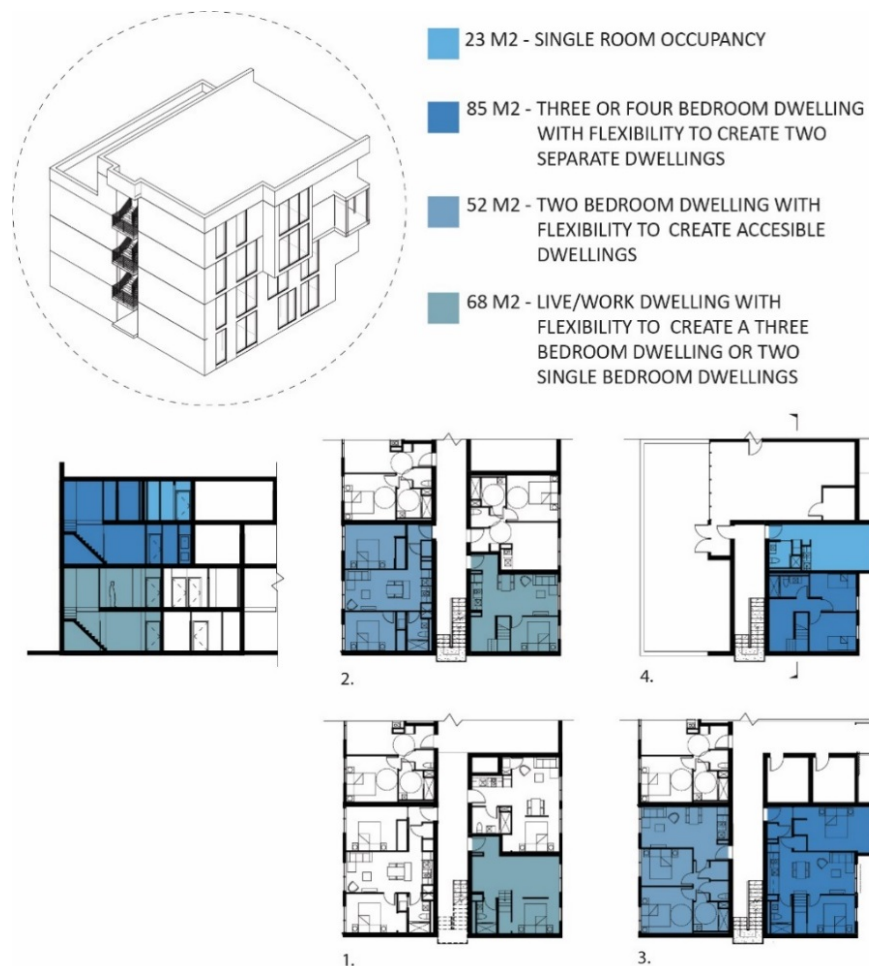 23 M2 - SINGLE ROOM OCCUPANCY
85 M2 - THREE OR FOUR BEDROOM DWELLING
WITH FLEXIBILITY TO CREATE TWO
SEPARATE DWELLINGS
52 M2 - TWO BEDROOM DWELLING WITH
FLEXIBILITY TO CREATE ACCESIBLE
DWELLINGS
68 M2 - LIVE/WORK DWELLING WITH
FLEXIBILITY TO CREATE A THREE
BEDROOM DWELLING OR TWO
SINGLE BEDROOM DWELLINGS
2.
4.
1.
3.